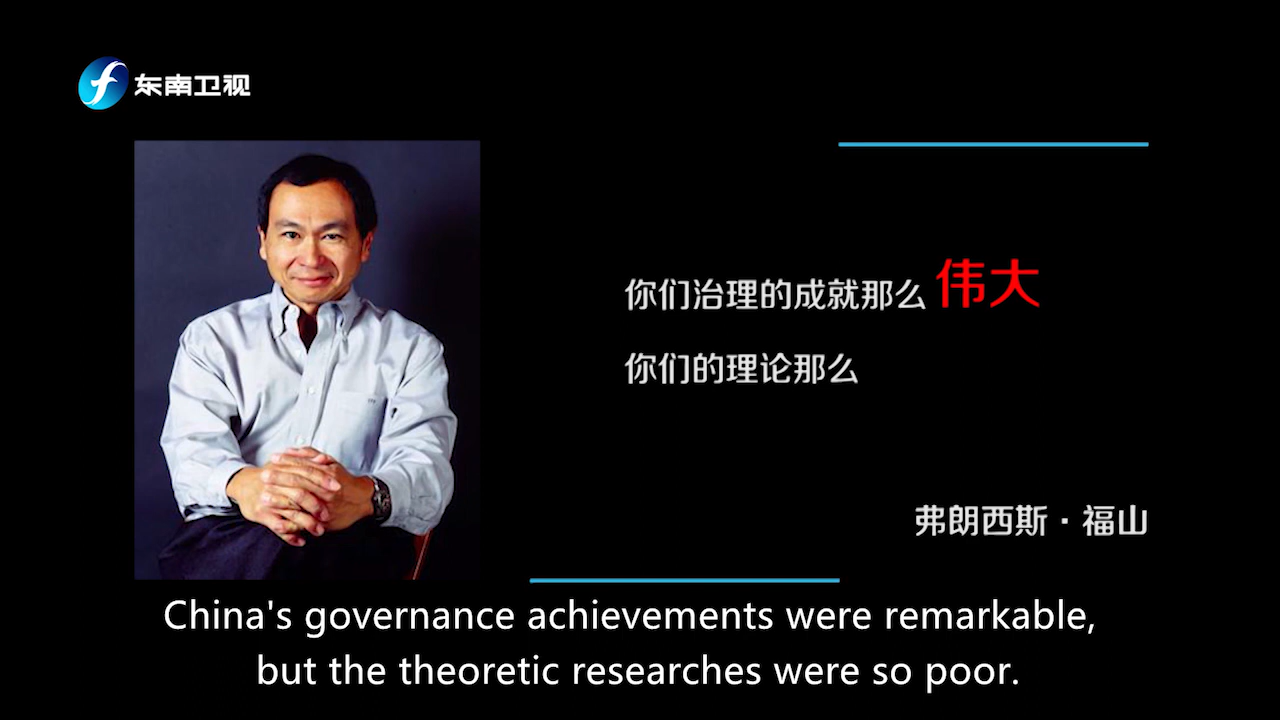 东南卫视
你们治理的成就那么 伟大
你们的理论那么
弗朗西斯·福山
China's governance achievements were remarkable,
but the theoretic researches were so poor.